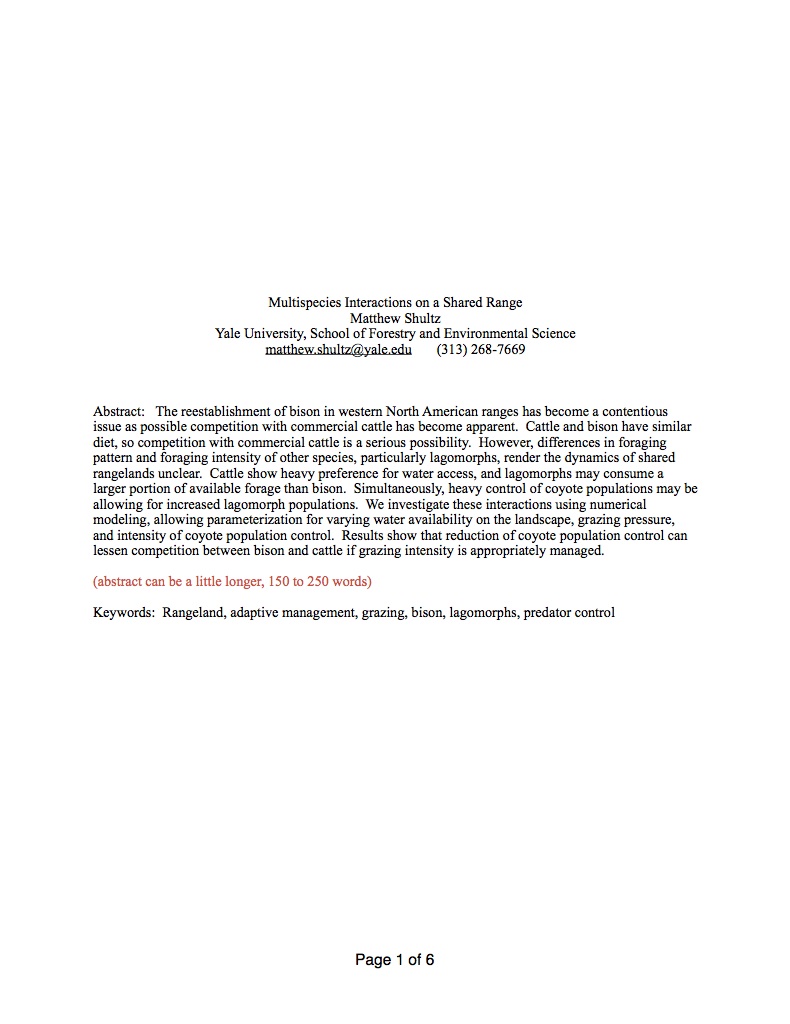 Multispecies Interactions on a Shared Range
Matthew Shultz
Yale University, School of Forestry and Environmental Science
matthew.shultz@yale.edu (313) 268-7669
Abstract: The reestablishment of bison in western North American ranges has become a contentious
issue as possible competition with commercial cattle has become apparent. Cattle and bison have similar
diet, so competition with commercial cattle is a serious possibility. However, differences in foraging
pattern and foraging intensity of other species, particularly lagomorphs, render the dynamics of shared
rangelands unclear. Cattle show heavy preference for water access, and lagomorphs may consume a
larger portion of available forage than bison. Simultaneously, heavy control of coyote populations may be
allowing for increased lagomorph populations. We investigate these interactions using numerical
modeling, allowing parameterization for varying water availability on the landscape, grazing pressure,
and intensity of coyote population control. Results show that reduction of coyote population control can
lessen competition between bison and cattle if grazing intensity is appropriately managed.
(abstract can be a little longer, 150 to 250 words)
Keywords: Rangeland, adaptive management, grazing, bison, lagomorphs, predator control
Page 1 of 6